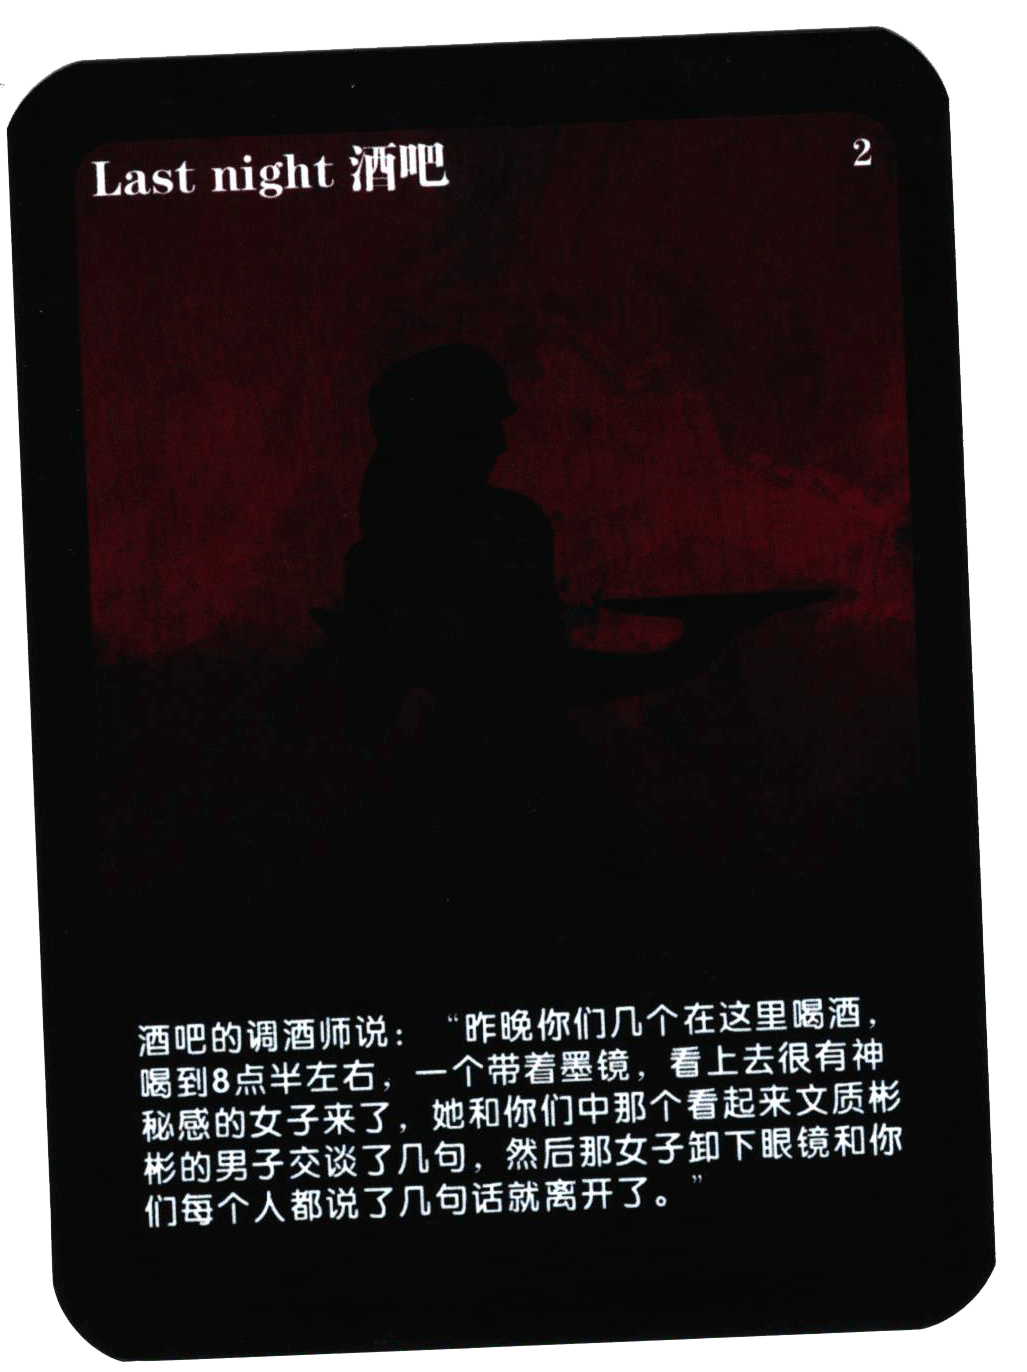 Last night 酒吧
2
酒吧的调酒师说：“昨晚你们几个在这里喝酒，
喝到8点半左右，一个带着墨镜，看上去很有神
秘感的女子来了，她和你们中那个看起来文质彬
彬的男子交谈了几句，然后那女子卸下眼镜和你
们每个人都说了几句话就离开了。”